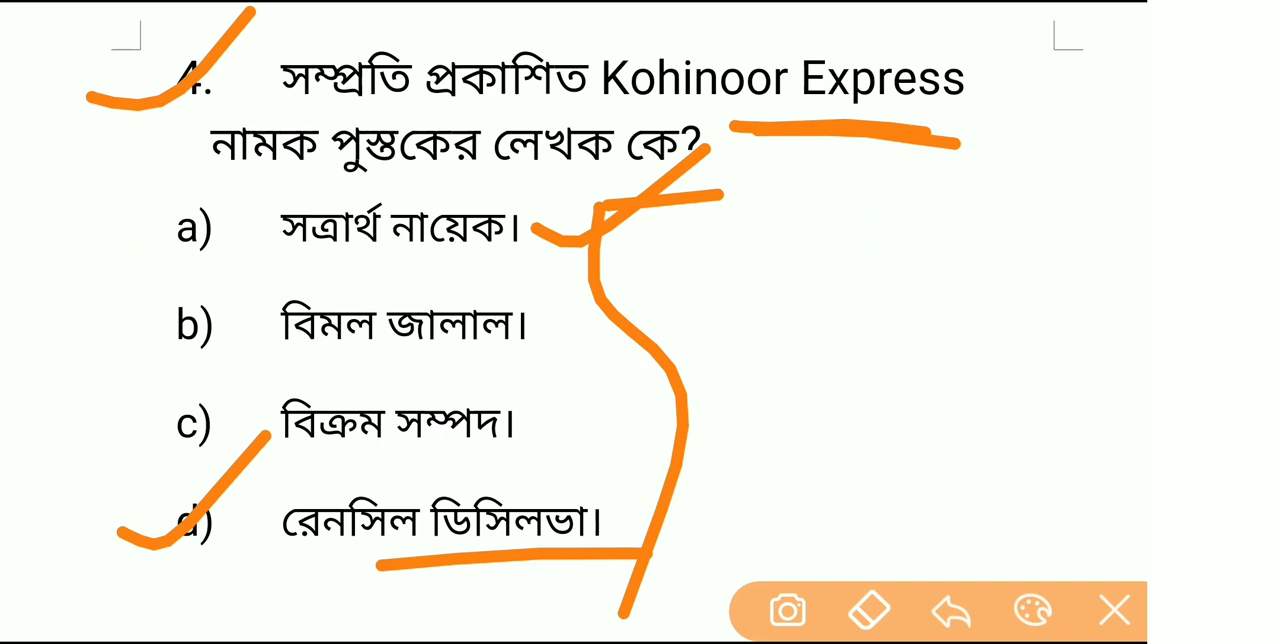 4. সম্প্রতি প্রকাশিত Kohinoor Express
নামক পুস্তকের লেখক কে?
a) সত্রার্থ নায়েক।
b) বিমল জালাল।
c) বিক্রম সম্পদ।
d) রেনসিল ডিসিলভা।